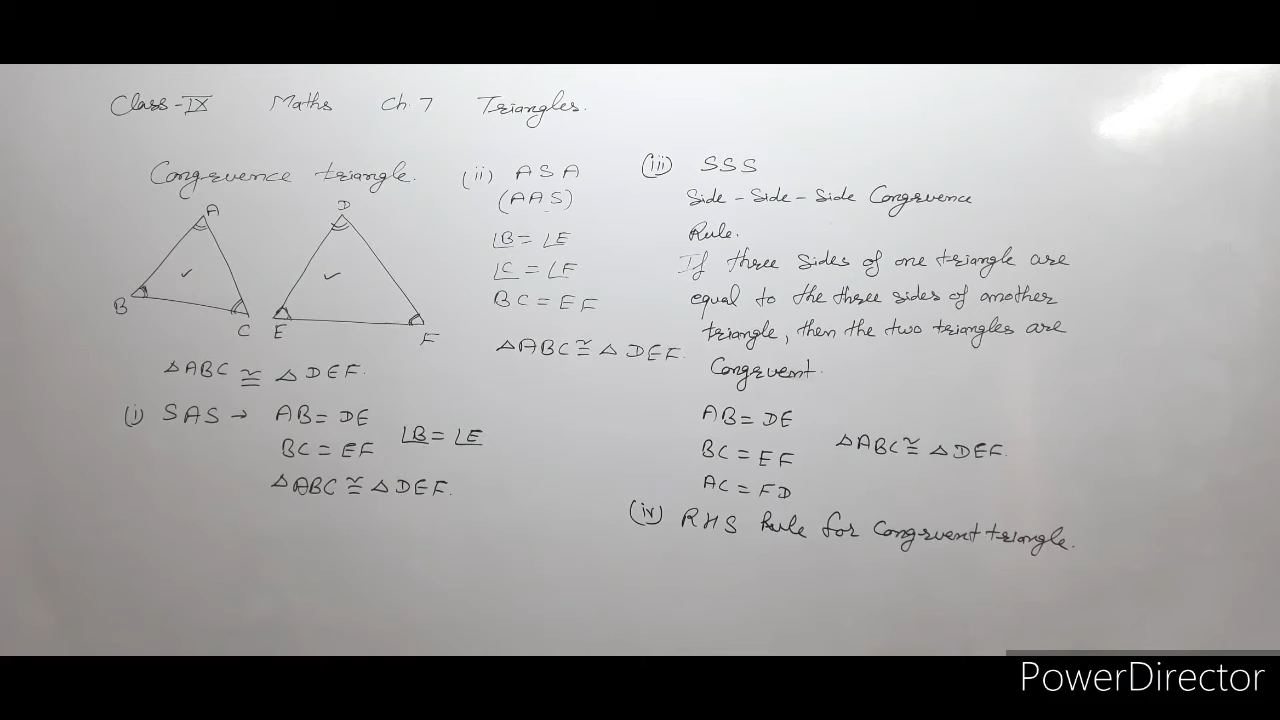 Class-IX Maths Ch. 7 Triangles.
Congruence triangle.
A
B
C
D
E
F
△ABC ≅ △DEF.
(i) SAS → AB = DE
BC = EF
∠B = ∠E
△ABC ≅ △DEF.
(ii) ASA
(AAS)
∠B = ∠E
∠C = ∠F
BC = EF
△ABC ≅ △DEF.
(iii) SSS
Side-Side-Side Congruence
Rule.
If three sides of one triangle are
equal to the three sides of another
triangle, then the two triangles are
Congruent.
AB = DE
BC = EF
AC = FD
△ABC ≅ △DEF.
(iv) RHS Rule for congruent triangle.
PowerDirector